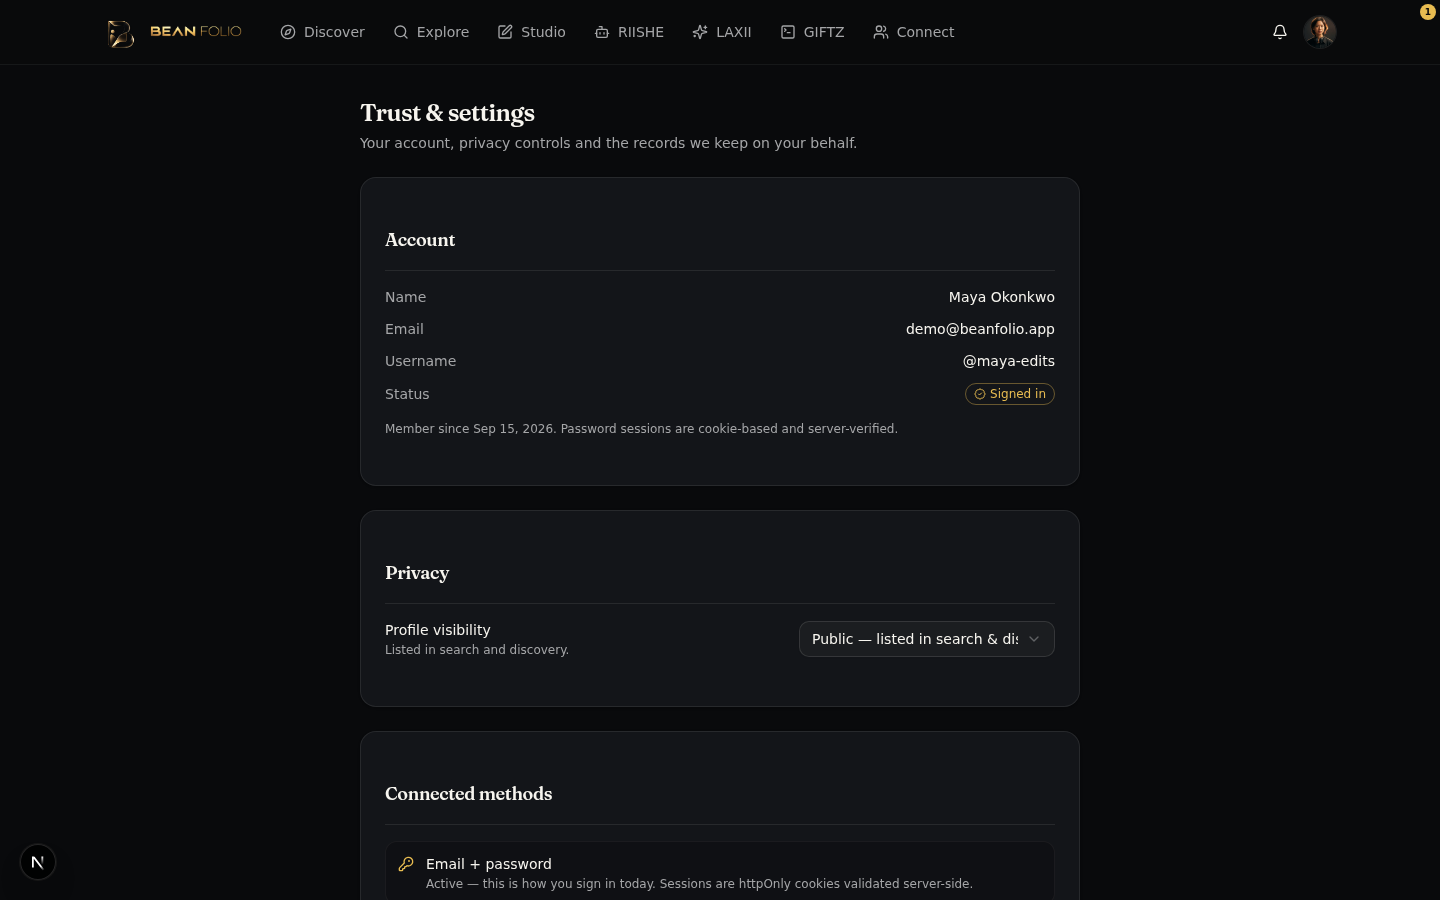 BEAN FOLIO
Discover
Explore
Studio
RIISHE
LAXII
GIFTZ
Connect
1
Trust & settings
Your account, privacy controls and the records we keep on your behalf.
Account
Name Maya Okonkwo
Email demo@beanfolio.app
Username @maya-edits
Status Signed in
Member since Sep 15, 2026. Password sessions are cookie-based and server-verified.
Privacy
Profile visibility
Listed in search and discovery.
Public — listed in search & dis
Connected methods
Email + password
Active — this is how you sign in today. Sessions are httpOnly cookies validated server-side.
N